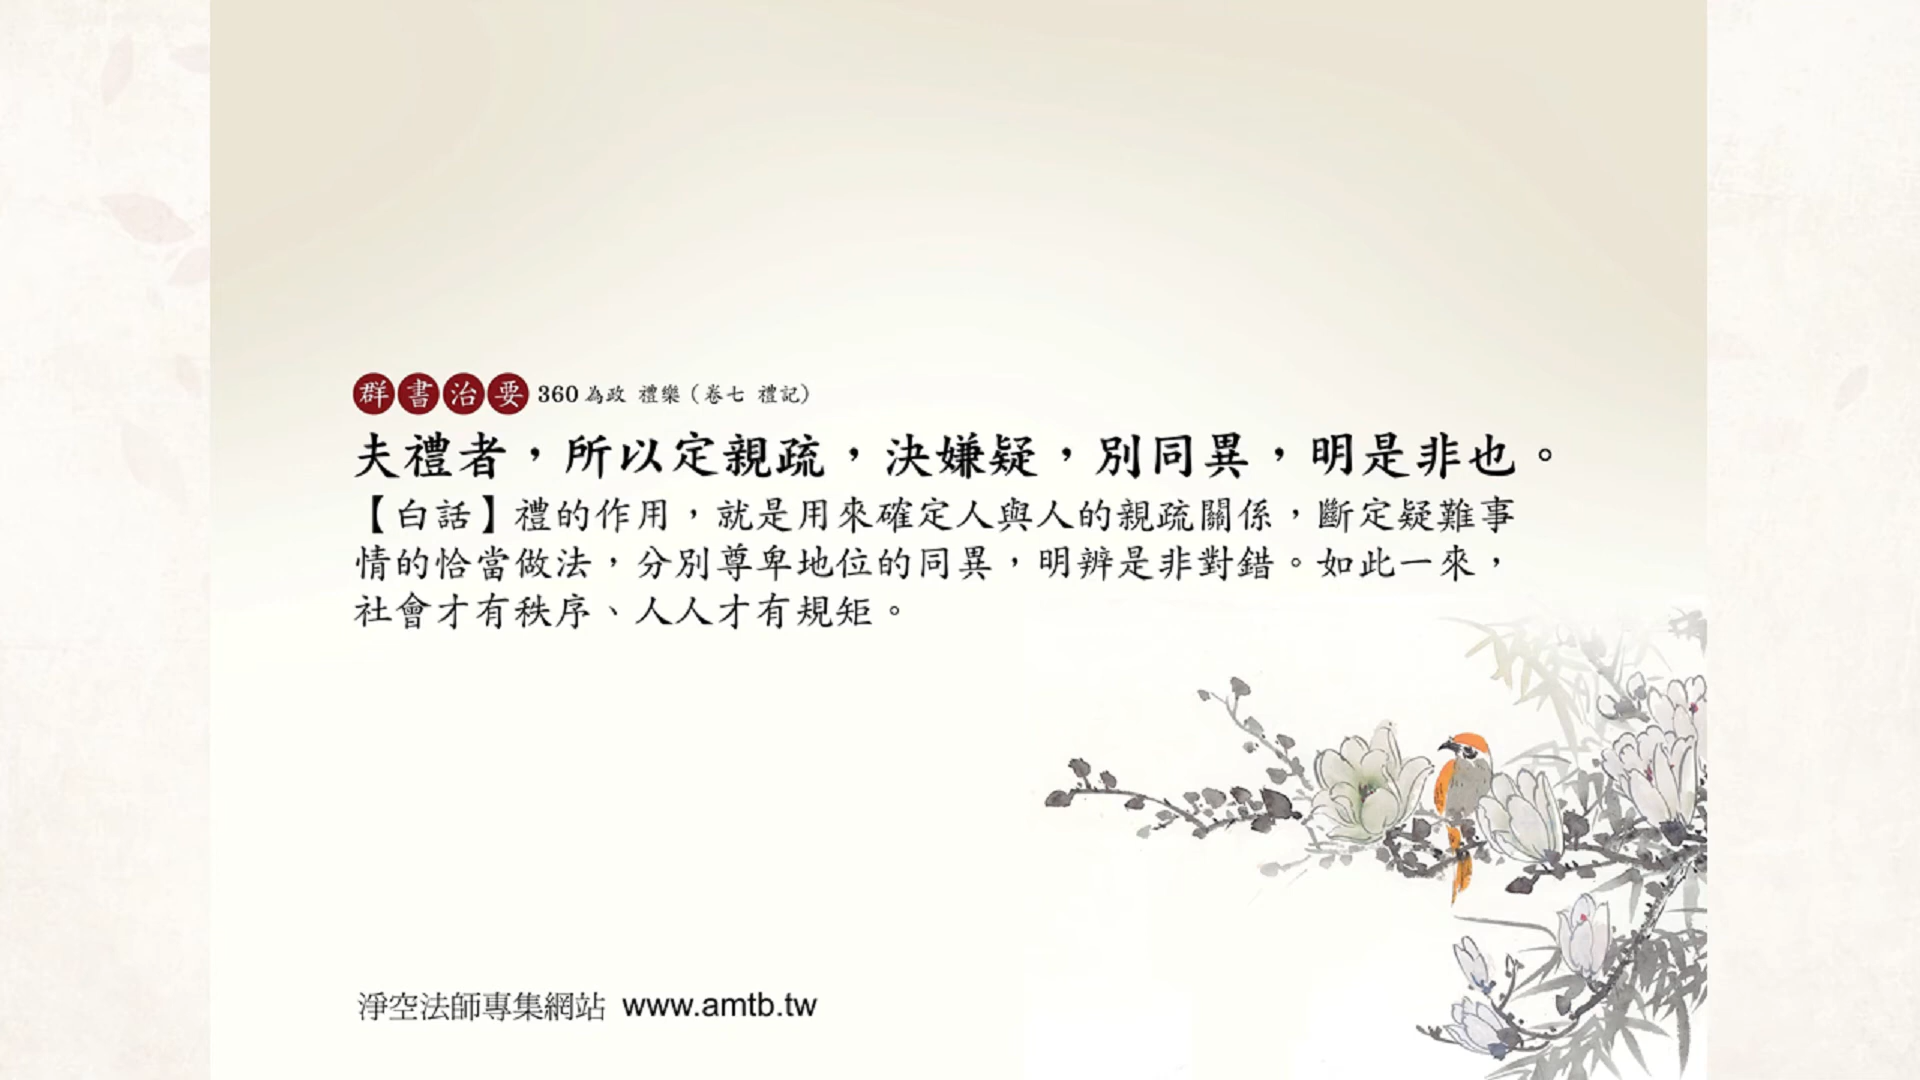 群書治要 360 為政 禮樂（卷七 禮記）
夫禮者，所以定親疏，決嫌疑，別同異，明是非也。
【白話】禮的作用，就是用來確定人與人的親疏關係，斷定疑難事
情的恰當做法，分別尊卑地位的同異，明辨是非對錯。如此一來，
社會才有秩序、人人才有規矩。
淨空法師專集網站 www.amtb.tw